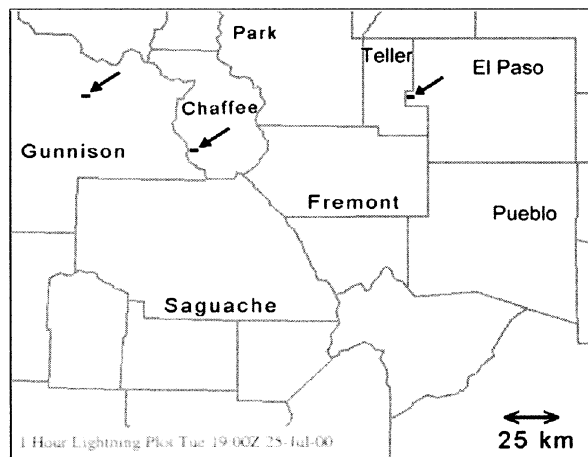 Park
Teller
El Paso
Chaffee
Gunnison
Fremont
Pueblo
Saguache
1 Hour Lightning Plot Tue 19:00Z 25-Jul-00
25 km